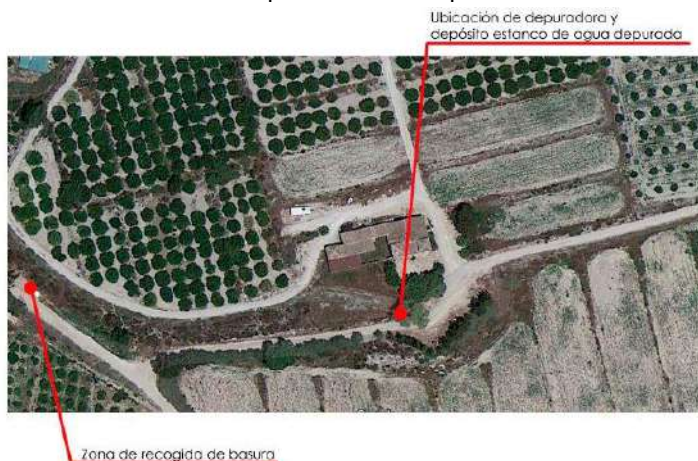 Ubicación de depuradora y
depósito estanco de agua depurada
Zona de recogida de basura